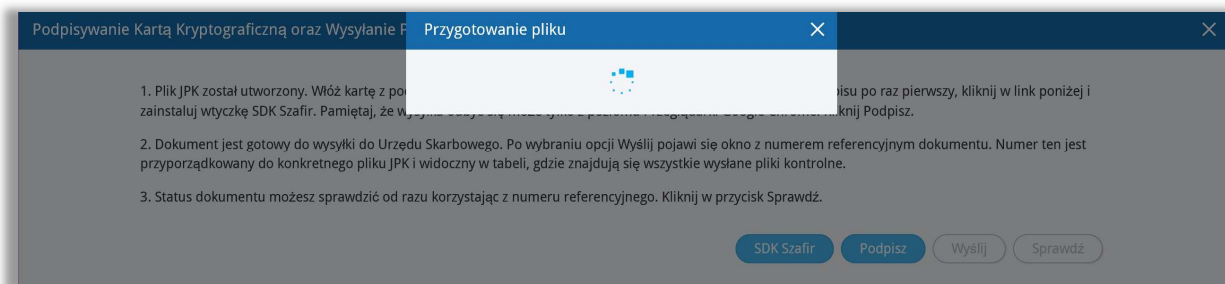 Podpisywanie Kartą Kryptograficzną oraz Wysyłanie
Przygotowanie pliku
1. Plik JPK został utworzony. Włóż kartę z
pisu po raz pierwszy, kliknij w link poniżej i
zainstaluj wtyczkę SDK Szafir. Pamiętaj, że
kliknij Podpisz.
2. Dokument jest gotowy do wysyłki do Urzędu Skarbowego. Po wybraniu opcji Wyślij pojawi się okno z numerem referencyjnym dokumentu. Numer ten jest
przyporządkowany do konkretnego pliku JPK i widoczny w tabeli, gdzie znajdują się wszystkie wysłane pliki kontrolne.
3. Status dokumentu możesz sprawdzić od razu korzystając z numeru referencyjnego. Kliknij w przycisk Sprawdź.
SDK Szafir Podpisz Wyślij Sprawdź